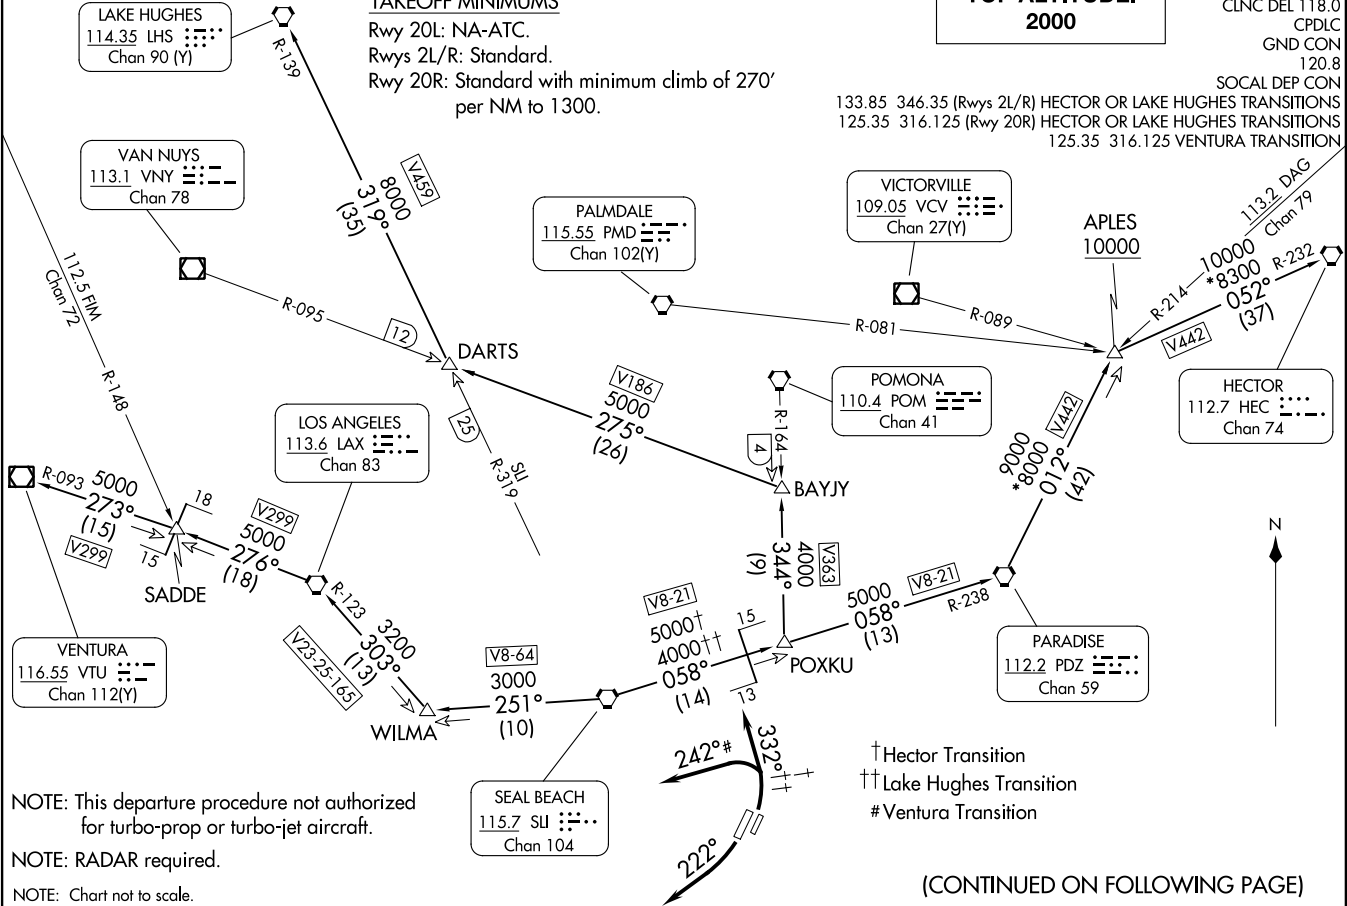 TAKEOFF MINIMUMS
Rwy 20L: NA-ATC.
Rwys 2L/R: Standard.
Rwy 20R: Standard with minimum climb of 270'
per NM to 1300.
TOP ALTITUDE:
2000
CLNC DEL 118.0
CPDLC
GND CON
120.8
SOCAL DEP CON
133.85 346.35 (Rwys 2L/R) HECTOR OR LAKE HUGHES TRANSITIONS
125.35 316.125 (Rwy 20R) HECTOR OR LAKE HUGHES TRANSITIONS
125.35 316.125 VENTURA TRANSITION
LAKE HUGHES
114.35 LHS
Chan 90 (Y)
R-139
V459
8000
319°
(35)
VAN NUYS
113.1 VNY
Chan 78
R-095
12
DARTS
112.5 FIM
Chan 72
R-148
PALMDALE
115.55 PMD
Chan 102(Y)
R-081
VICTORVILLE
109.05 VCV
Chan 27(Y)
R-089
APLES
10000
113.2 DAG
Chan 79
R-214
10000
*8300
052°
(37)
R-232
V442
HECTOR
112.7 HEC
Chan 74
V186
5000
275°
(26)
25
SLI
R-319
POMONA
110.4 POM
Chan 41
R-164
4
BAYJY
V442
9000
*8000
012°
(42)
LOS ANGELES
113.6 LAX
Chan 83
R-093
5000
273°
(15)
V299
18
15
SADDE
V299
5000
276°
(18)
R-123
3200
303°
(13)
V23-25-165
WILMA
VENTURA
116.55 VTU
Chan 112(Y)
V8-64
3000
251°
(10)
V8-21
5000†
4000††
058°
(14)
15
13
V363
4000
344°
(9)
POXKU
5000
058°
(13)
V8-21
R-238
PARADISE
112.2 PDZ
Chan 59
N
SEAL BEACH
115.7 SLI
Chan 104
242°#
332°†
††
222°
†Hector Transition
††Lake Hughes Transition
#Ventura Transition
NOTE: This departure procedure not authorized
for turbo-prop or turbo-jet aircraft.
NOTE: RADAR required.
NOTE: Chart not to scale.
(CONTINUED ON FOLLOWING PAGE)